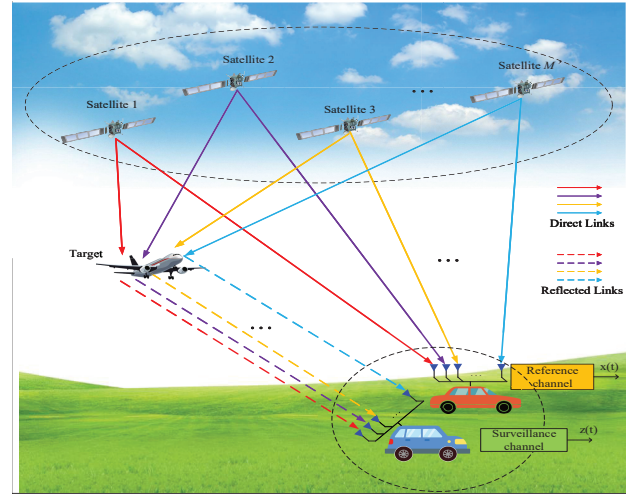 Satellite 1
Satellite 2
Satellite 3
Satellite M
...
Target
Direct Links
...
Reflected Links
...
...
Reference
channel
x(t)
...
Surveillance
channel
z(t)